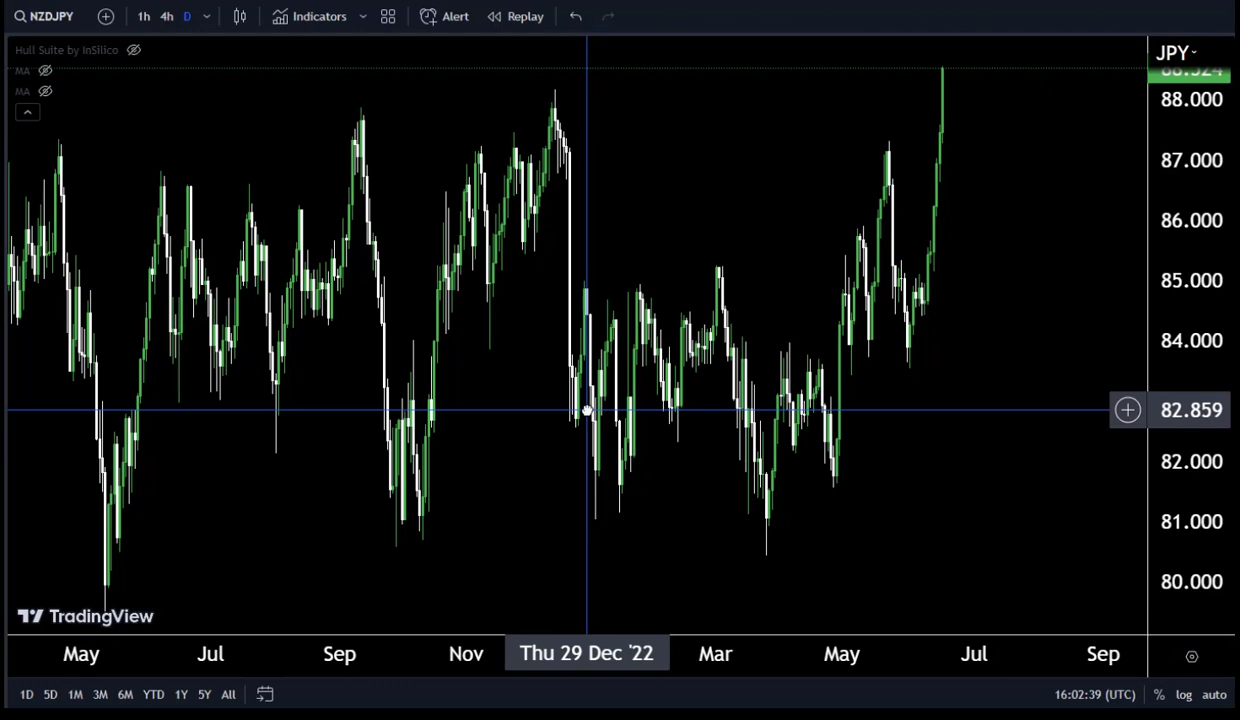 NZDJPY 1h 4h D Indicators Alert Replay
Hull Suite by InSilico
MA
MA
JPY
88.524
88.000
87.000
86.000
85.000
84.000
82.859
82.000
81.000
80.000
TradingView
May Jul Sep Nov Thu 29 Dec '22 Mar May Jul Sep
1D 5D 1M 3M 6M YTD 1Y 5Y All 16:02:39 (UTC) % log auto